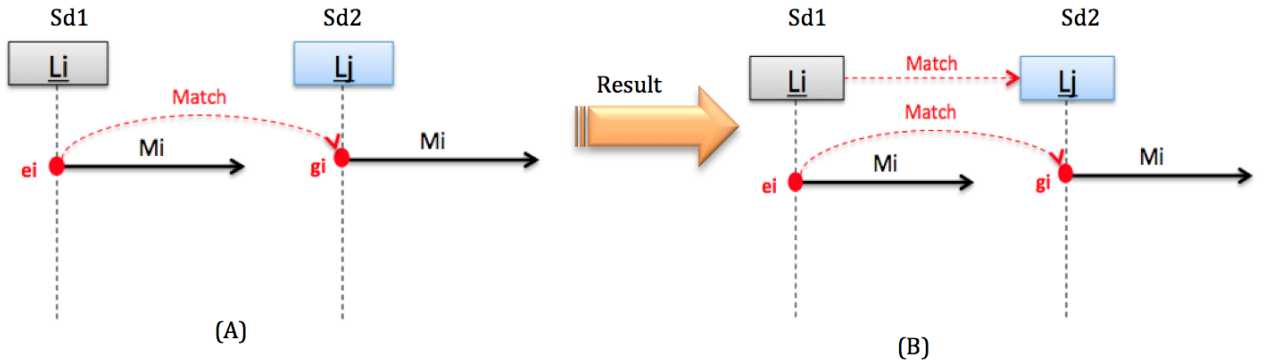 Sd1
Sd2
Li
Lj
Match
ei
Mi
gi
Mi
(A)
Result
Sd1
Sd2
Li
Match
Lj
Match
ei
Mi
gi
Mi
(B)